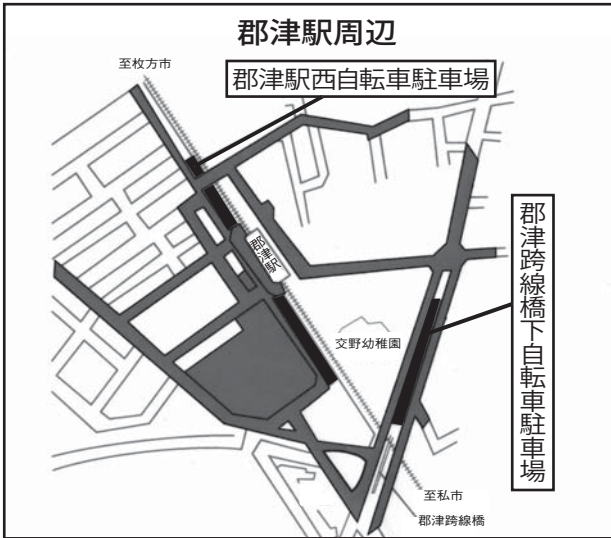 郡津駅周辺
至枚方市
郡津駅西自転車駐車場
郡津駅
郡津跨線橋下自転車駐車場
交野幼稚園
至私市
郡津跨線橋